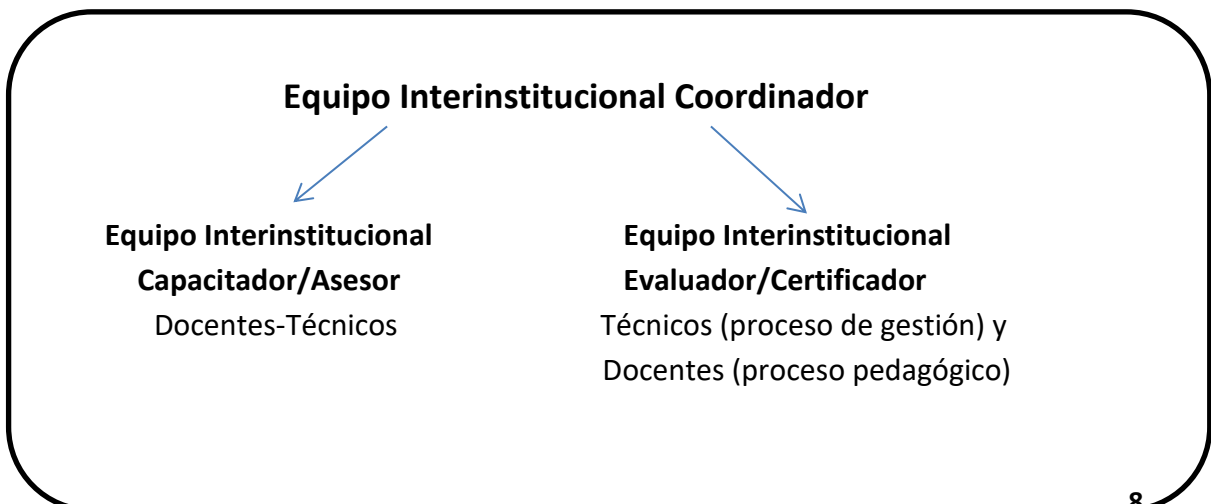 Equipo Interinstitucional Coordinador
Equipo Interinstitucional
Capacitador/Asesor
Docentes-Técnicos
Equipo Interinstitucional
Evaluador/Certificador
Técnicos (proceso de gestión) y
Docentes (proceso pedagógico)
8